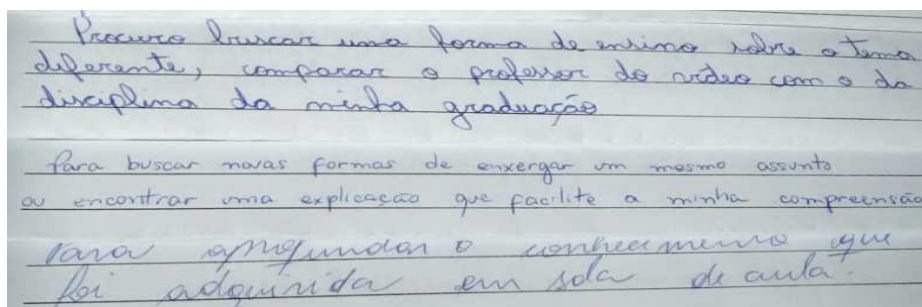 Procuro buscar uma forma de ensino sobre o tema
diferente, comparar o professor do vídeo com o da
disciplina da minha graduação
Para buscar novas formas de enxergar um mesmo assunto
ou encontrar uma explicação que facilite a minha compreensão
Para aprofundar o conhecimento que
foi adquirida em sala de aula.